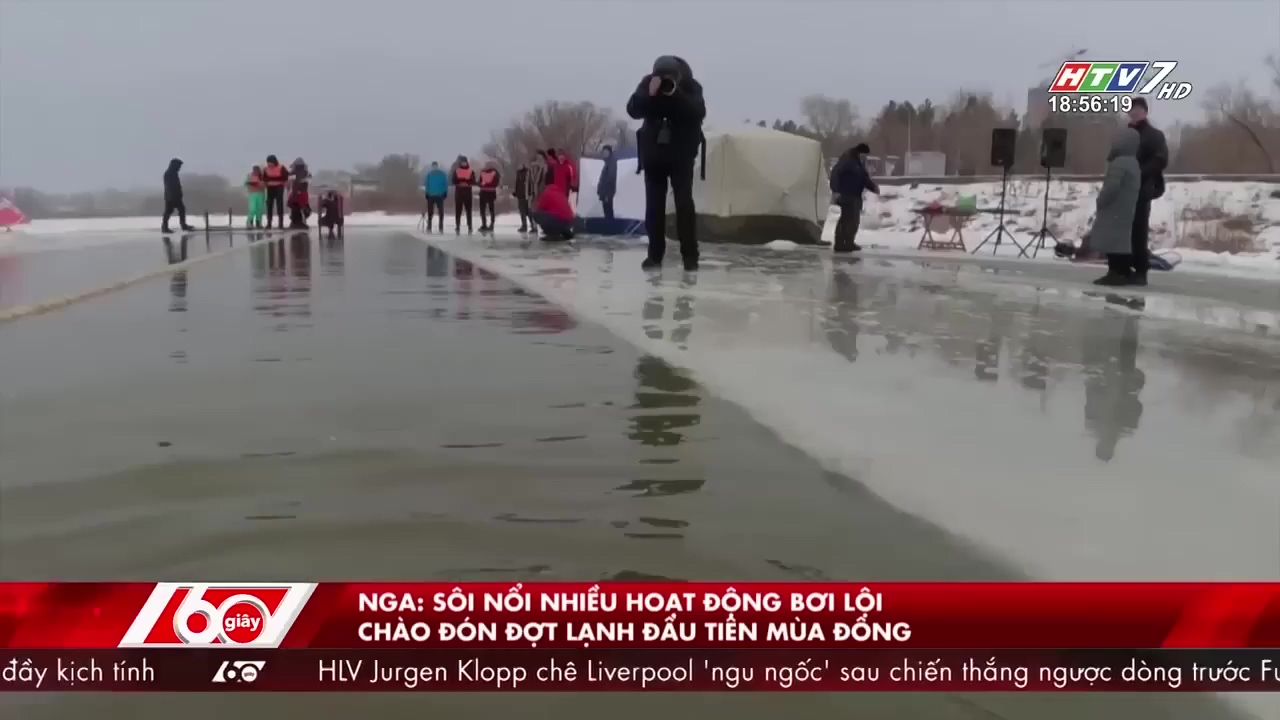 HTV7 HD
18:56:19
60 giây
NGA: SÔI NỔI NHIỀU HOẠT ĐỘNG BƠI LỘI
CHÀO ĐÓN ĐỢT LẠNH ĐẦU TIÊN MÙA ĐÔNG
đầy kịch tính 60 HLV Jurgen Klopp chê Liverpool 'ngu ngốc' sau chiến thắng ngược dòng trước Fu